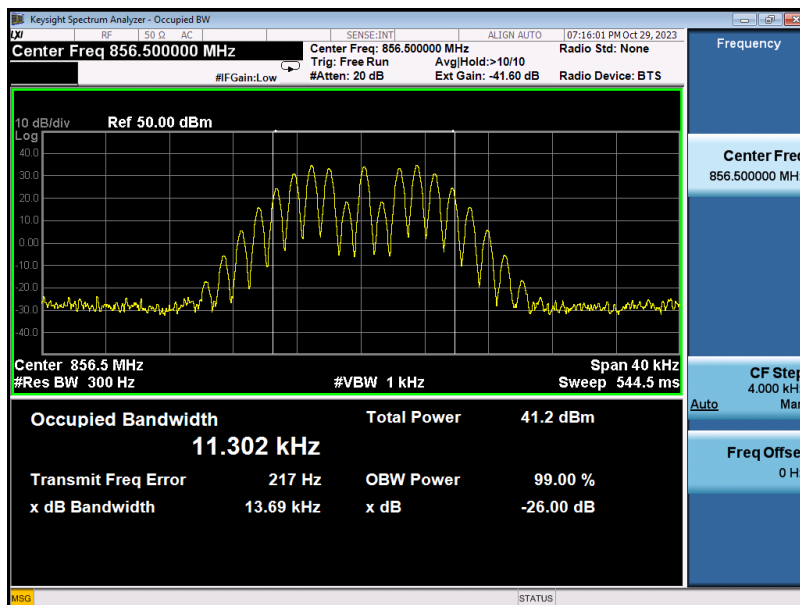 Keysight Spectrum Analyzer - Occupied BW
LXI RF 50 Ω AC SENSE:INT ALIGN AUTO 07:16:01 PM Oct 29, 2023
Center Freq 856.500000 MHz
Center Freq: 856.500000 MHz Radio Std: None
Trig: Free Run Avg|Hold:>10/10
#IFGain:Low #Atten: 20 dB Ext Gain: -41.60 dB Radio Device: BTS
10 dB/div Ref 50.00 dBm
Log
40.0
30.0
20.0
10.0
0.00
-10.0
-20.0
-30.0
-40.0
Center 856.5 MHz Span 40 kHz
#Res BW 300 Hz #VBW 1 kHz Sweep 544.5 ms
Occupied Bandwidth Total Power 41.2 dBm
11.302 kHz
Transmit Freq Error 217 Hz OBW Power 99.00 %
x dB Bandwidth 13.69 kHz x dB -26.00 dB
Frequency
Center Fre
856.500000 MH
CF Step
4.000 kH
Auto Ma
Freq Offse
0 H
MSG STATUS